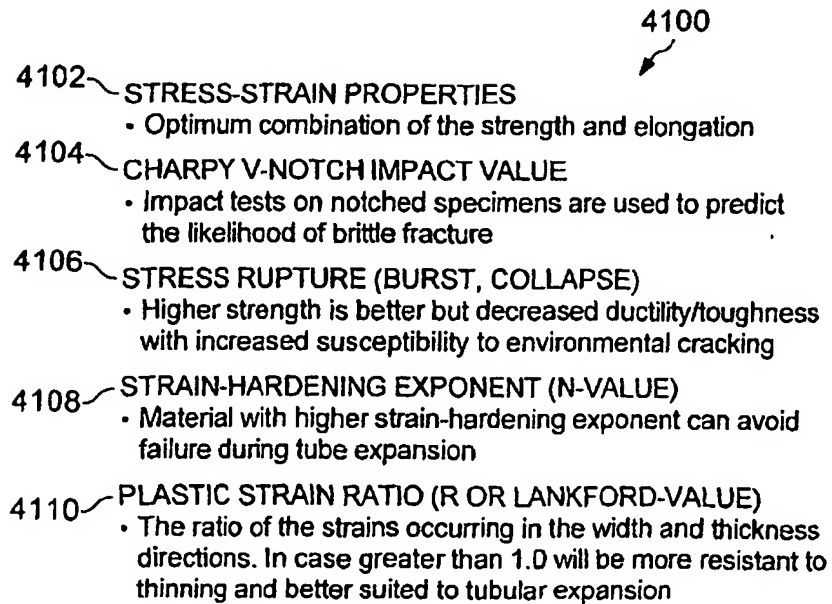 4100
4102 STRESS-STRAIN PROPERTIES
• Optimum combination of the strength and elongation
4104 CHARPY V-NOTCH IMPACT VALUE
• Impact tests on notched specimens are used to predict
the likelihood of brittle fracture
4106 STRESS RUPTURE (BURST, COLLAPSE)
• Higher strength is better but decreased ductility/toughness
with increased susceptibility to environmental cracking
4108 STRAIN-HARDENING EXPONENT (N-VALUE)
• Material with higher strain-hardening exponent can avoid
failure during tube expansion
4110 PLASTIC STRAIN RATIO (R OR LANKFORD-VALUE)
• The ratio of the strains occurring in the width and thickness
directions. In case greater than 1.0 will be more resistant to
thinning and better suited to tubular expansion